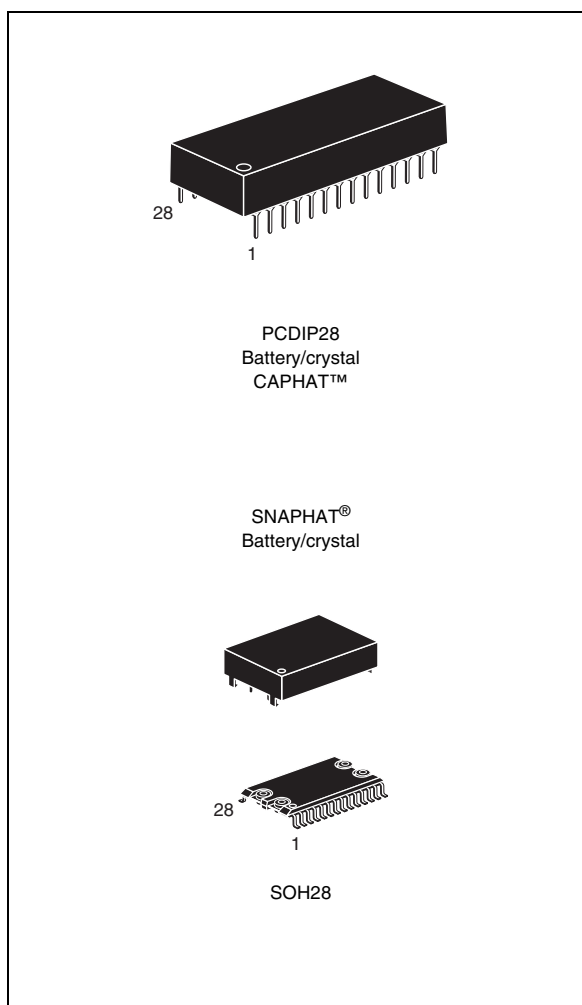 28
1
PCDIP28
Battery/crystal
CAPHAT™
SNAPHAT®
Battery/crystal
28
1
SOH28